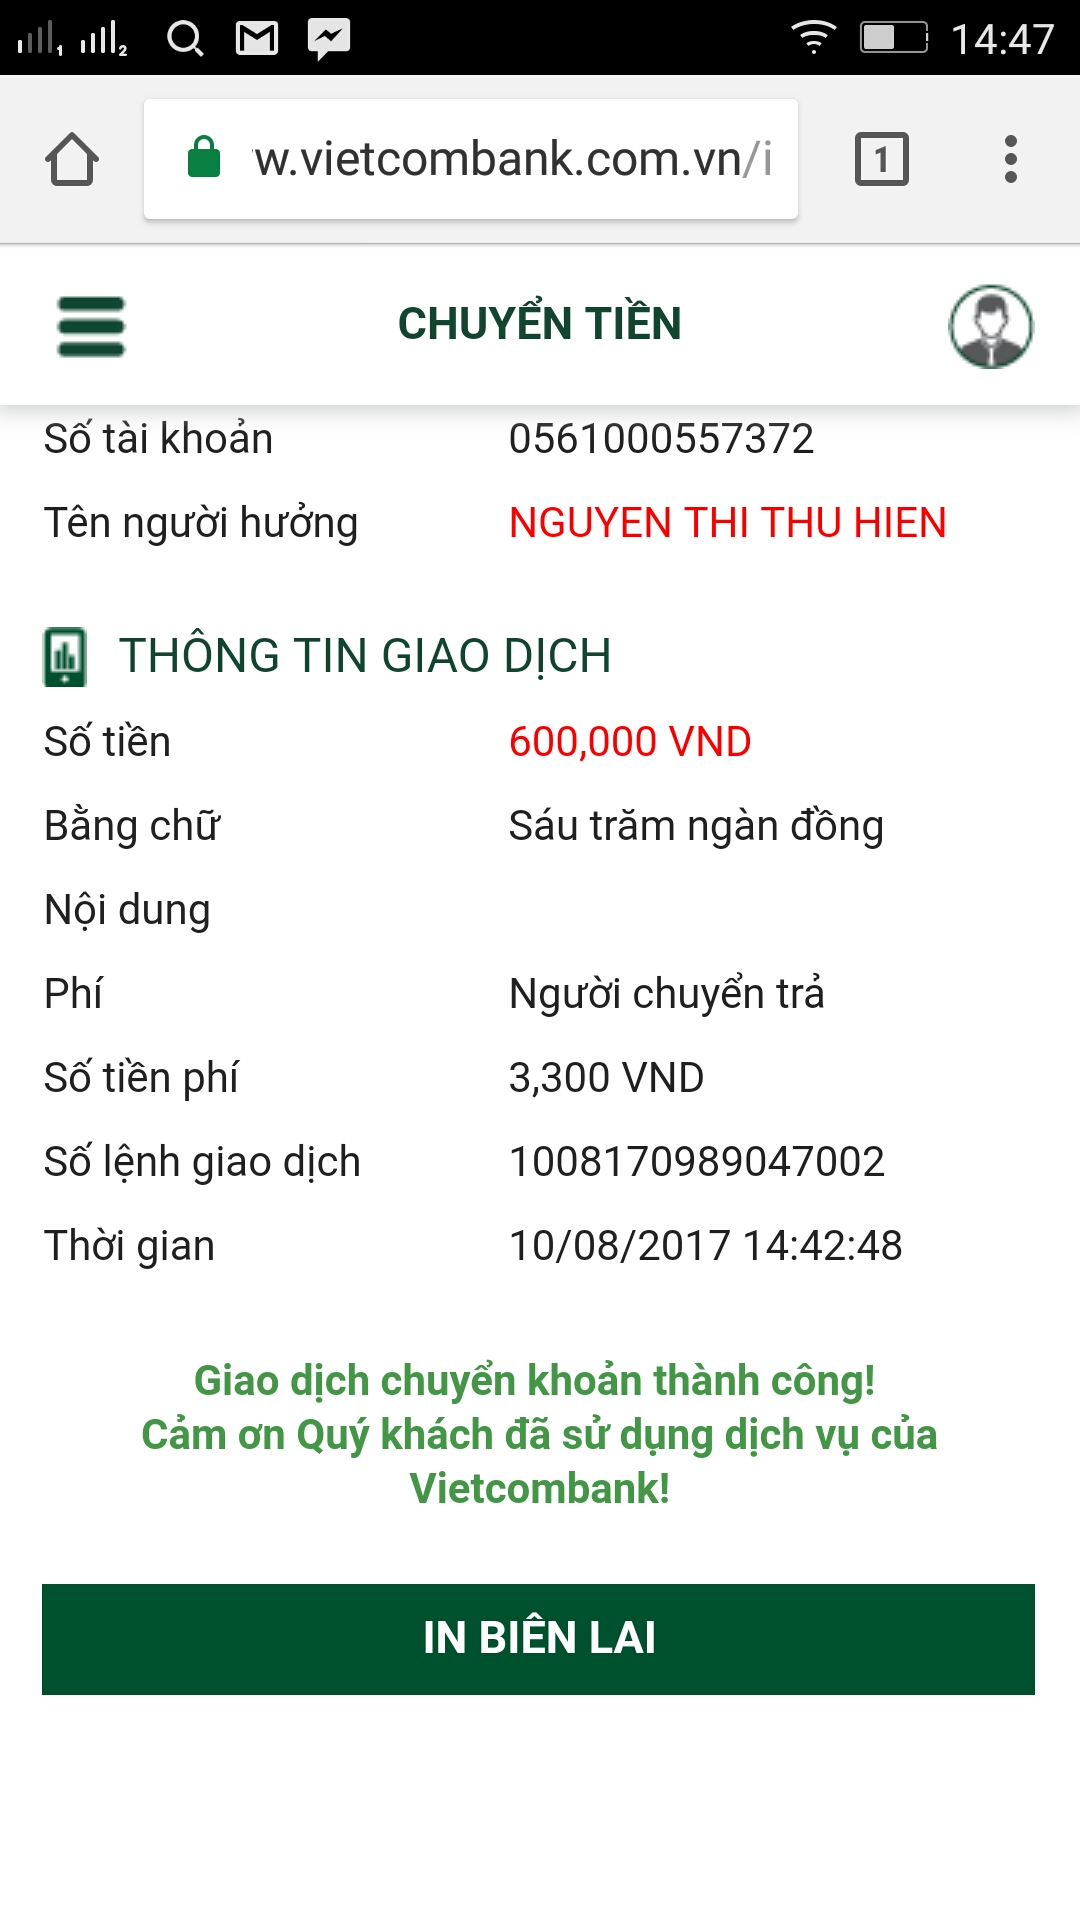 1 2 14:47
w.vietcombank.com.vn/i 1
CHUYỂN TIỀN
Số tài khoản 0561000557372
Tên người hưởng NGUYEN THI THU HIEN
THÔNG TIN GIAO DỊCH
Số tiền 600,000 VND
Bằng chữ Sáu trăm ngàn đồng
Nội dung
Phí Người chuyển trả
Số tiền phí 3,300 VND
Số lệnh giao dịch 1008170989047002
Thời gian 10/08/2017 14:42:48
Giao dịch chuyển khoản thành công!
Cảm ơn Quý khách đã sử dụng dịch vụ của
Vietcombank!
IN BIÊN LAI